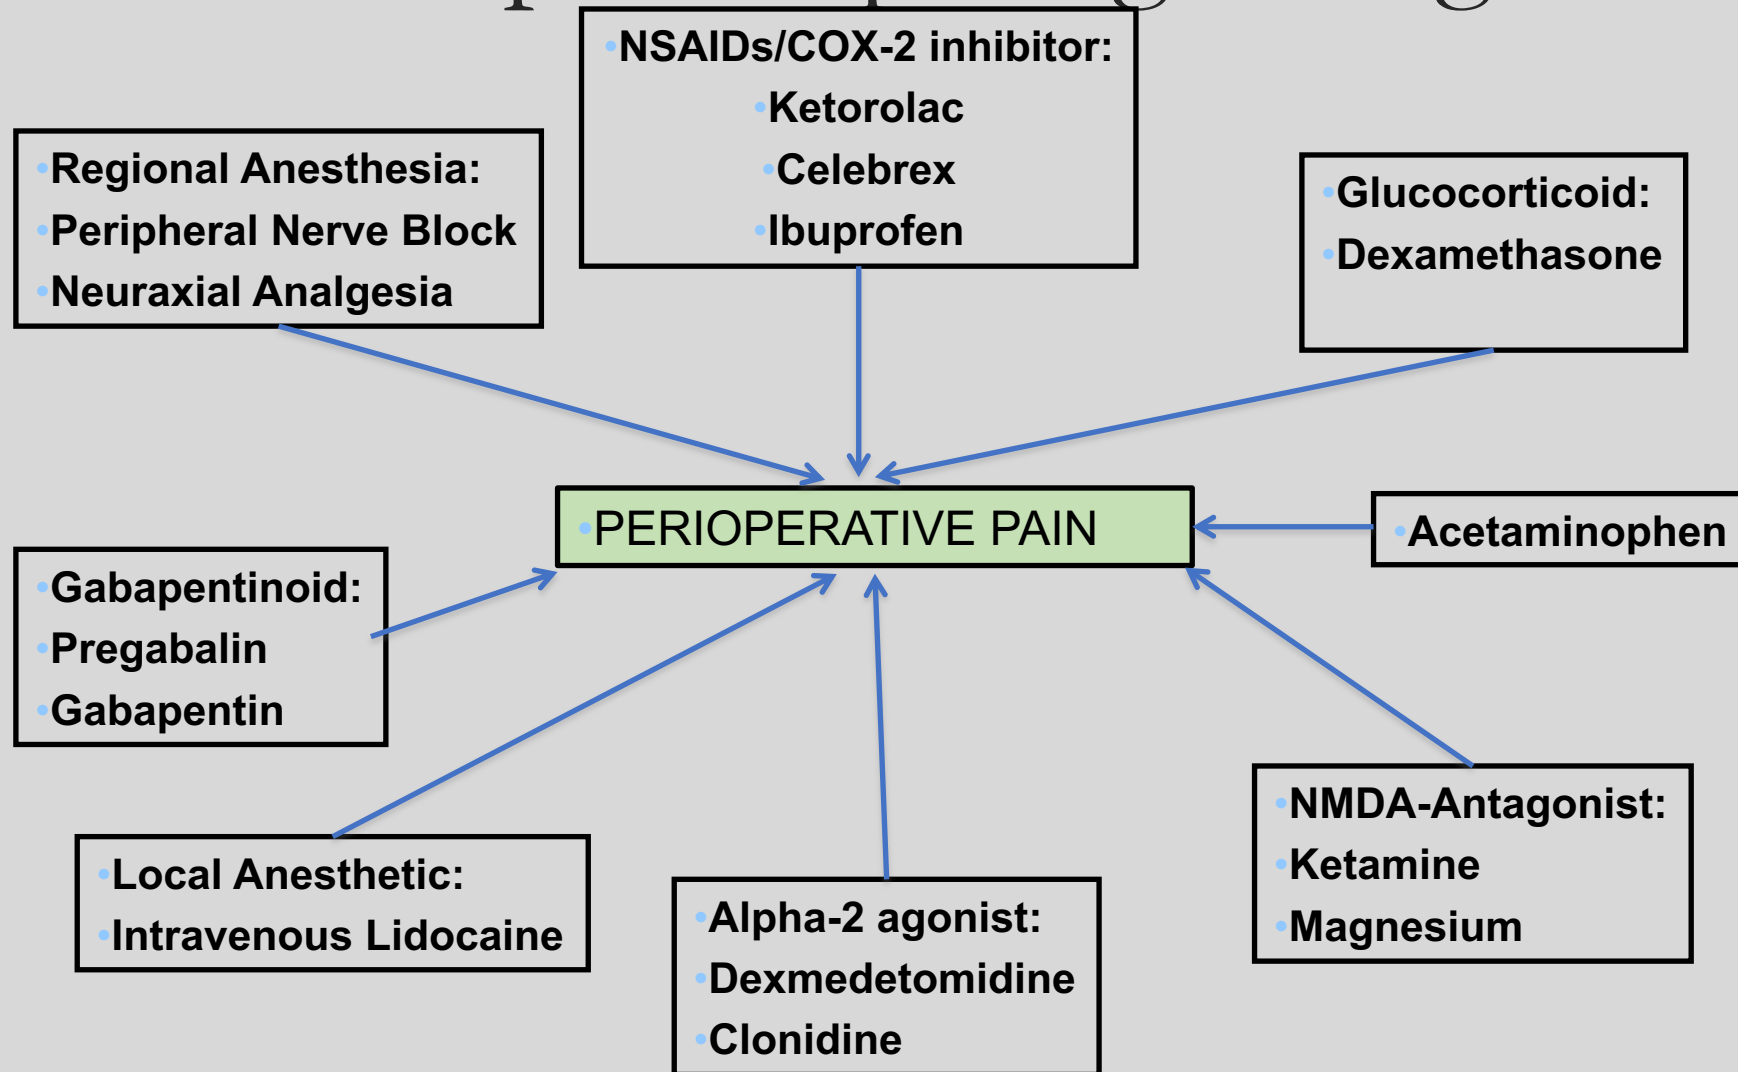 •NSAIDs/COX-2 inhibitor:
•Ketorolac
•Celebrex
•Ibuprofen
•Regional Anesthesia:
•Peripheral Nerve Block
•Neuraxial Analgesia
•Glucocorticoid:
•Dexamethasone
•PERIOPERATIVE PAIN
•Acetaminophen
•Gabapentinoid:
•Pregabalin
•Gabapentin
•Local Anesthetic:
•Intravenous Lidocaine
•Alpha-2 agonist:
•Dexmedetomidine
•Clonidine
•NMDA-Antagonist:
•Ketamine
•Magnesium